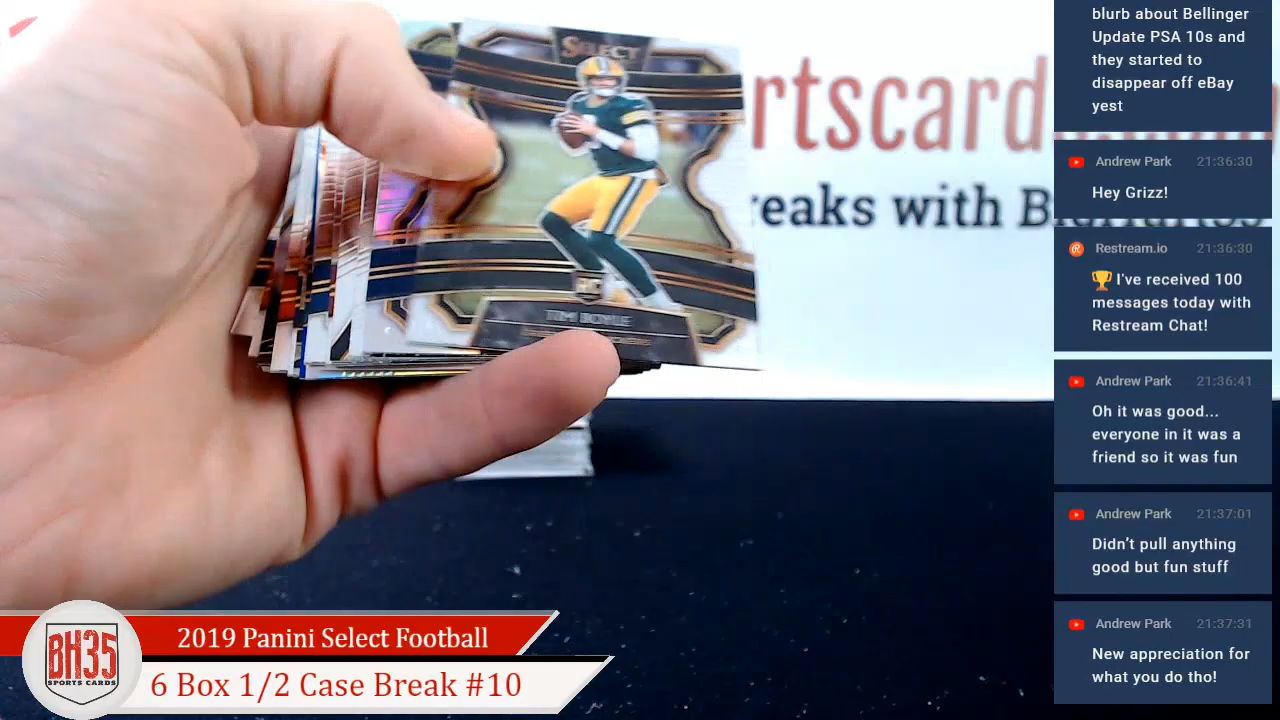 SELECT
TIM BOYLE
rtscard
reaks with B
BH35
SPORTS CARDS
2019 Panini Select Football
6 Box 1/2 Case Break #10
blurb about Bellinger
Update PSA 10s and
they started to
disappear off eBay
yest
Andrew Park 21:36:30
Hey Grizz!
Restream.io 21:36:30
🏆 I've received 100
messages today with
Restream Chat!
Andrew Park 21:36:41
Oh it was good...
everyone in it was a
friend so it was fun
Andrew Park 21:37:01
Didn't pull anything
good but fun stuff
Andrew Park 21:37:31
New appreciation for
what you do tho!